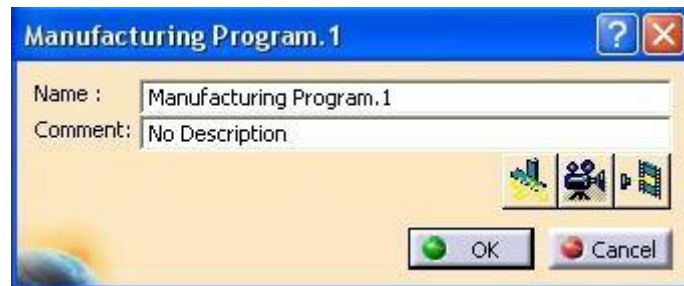 Manufacturing Program.1
Name : Manufacturing Program.1
Comment: No Description
OK Cancel